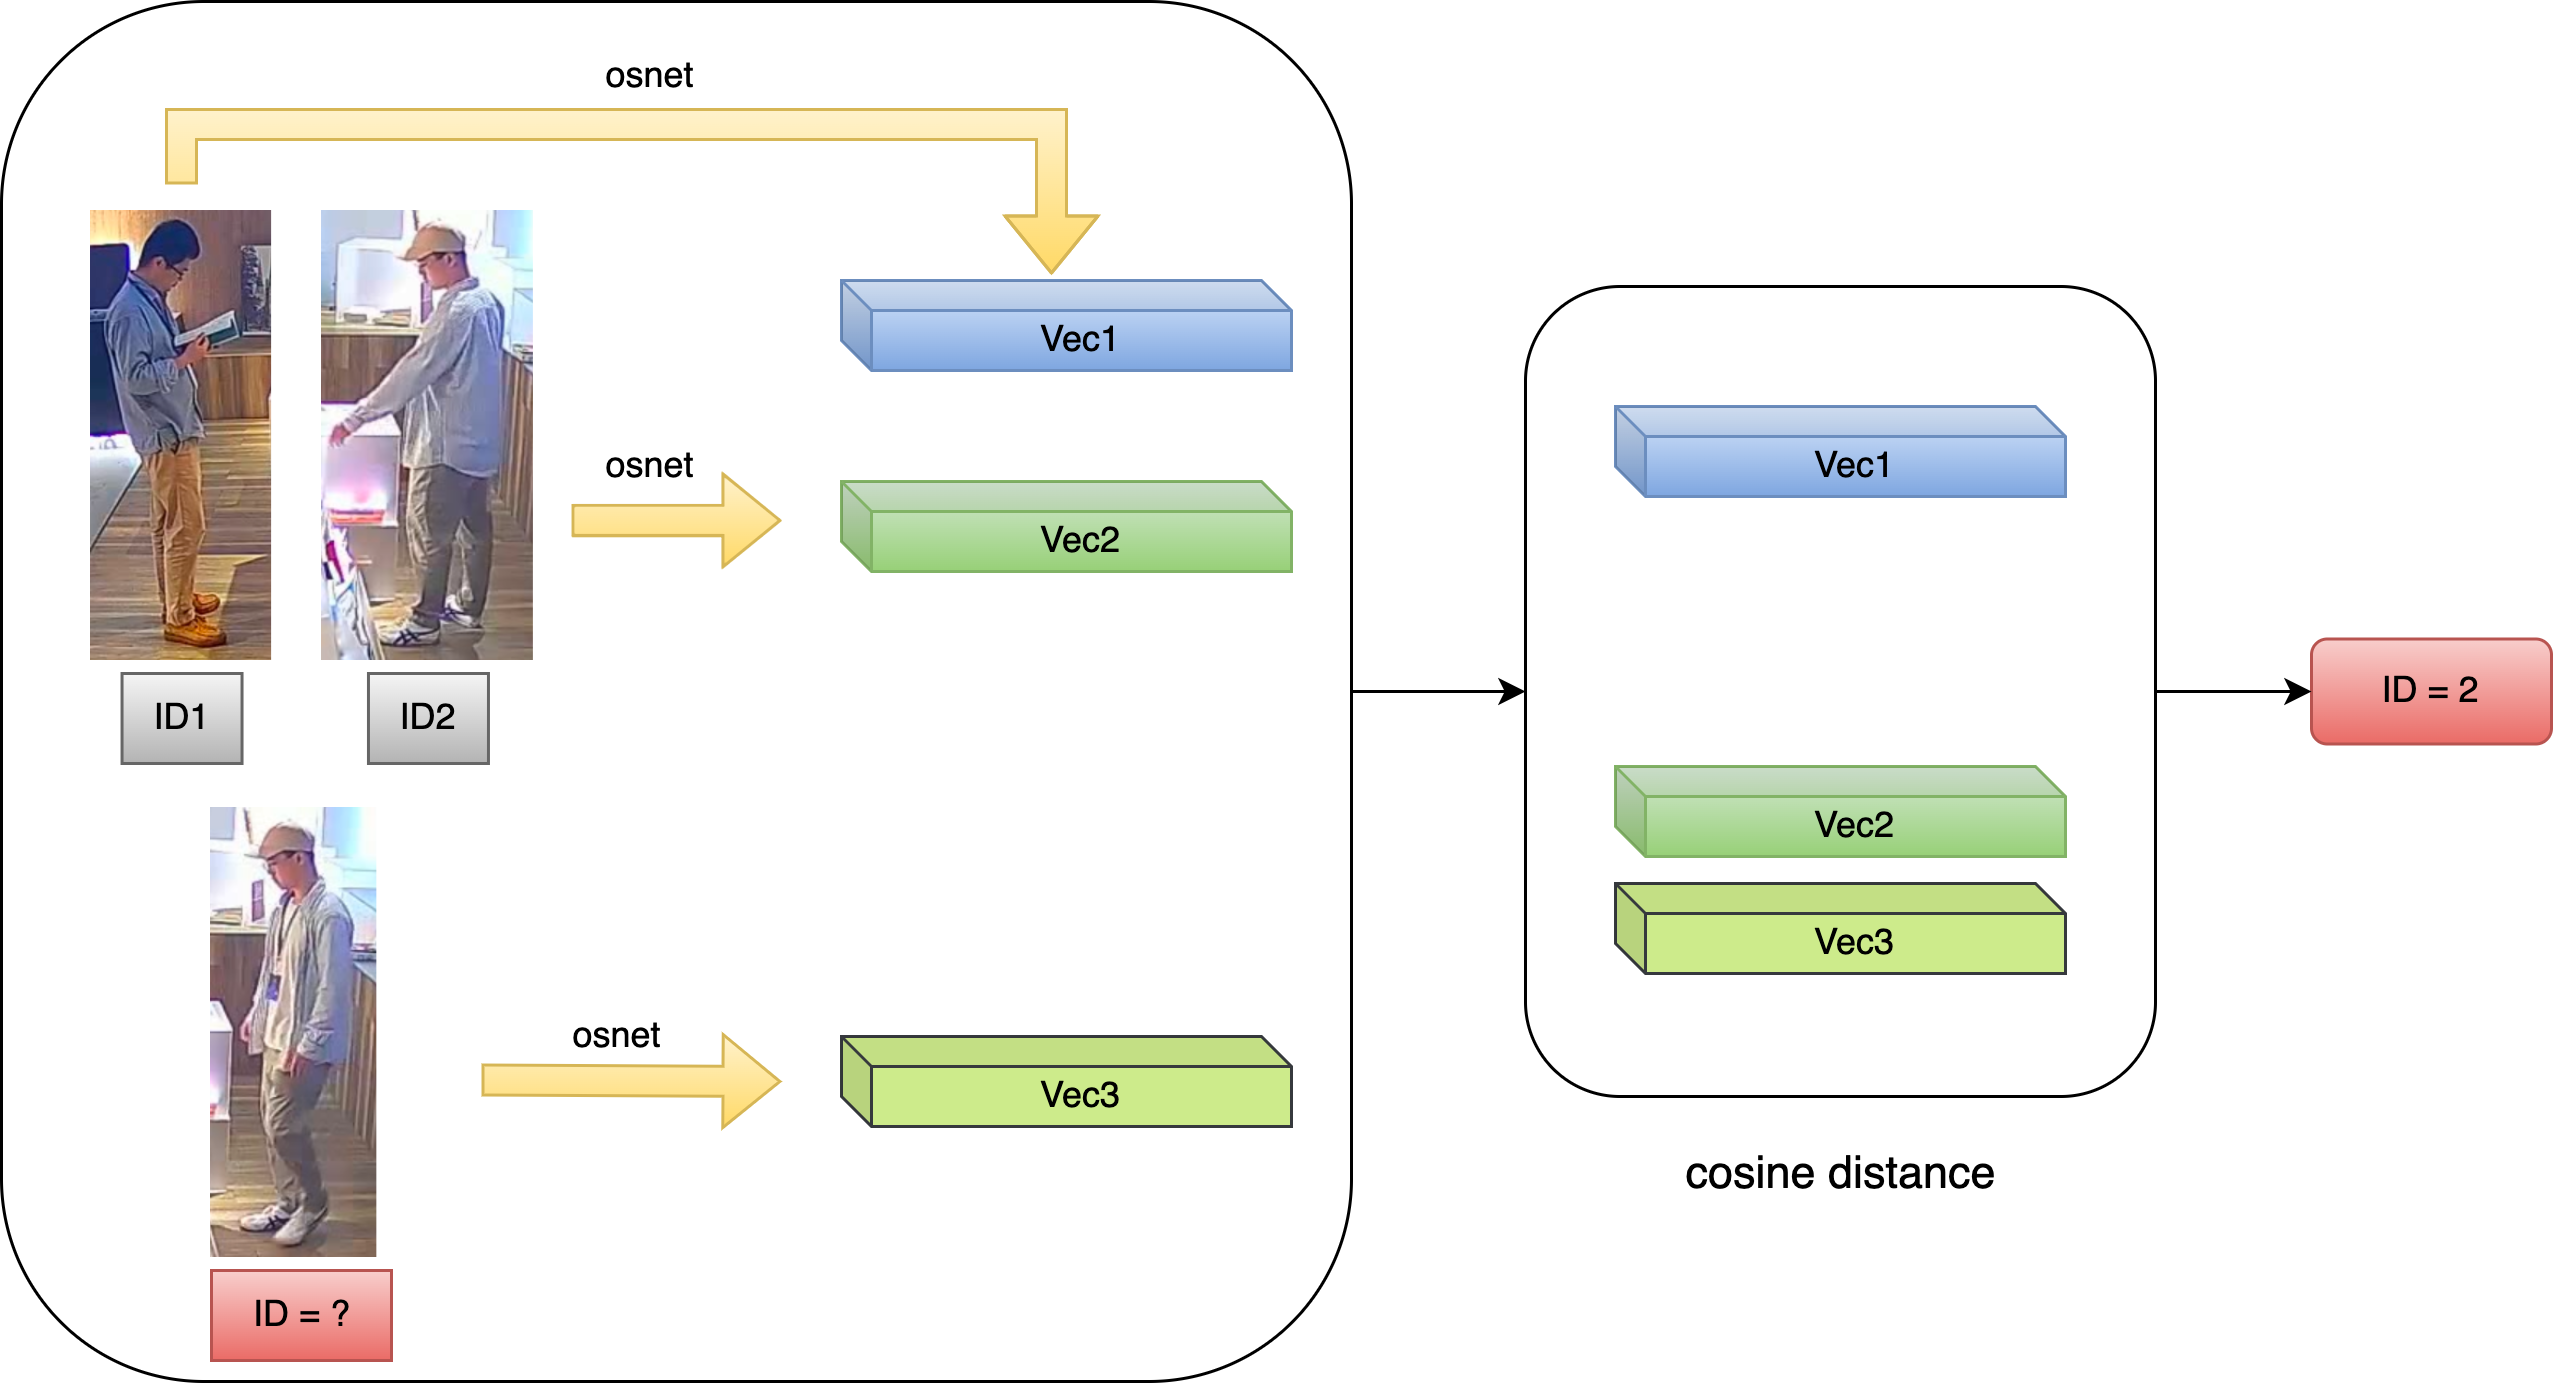 osnet
Vec1
osnet
Vec2
ID1
ID2
osnet
Vec3
ID = ?
Vec1
Vec2
Vec3
cosine distance
ID = 2